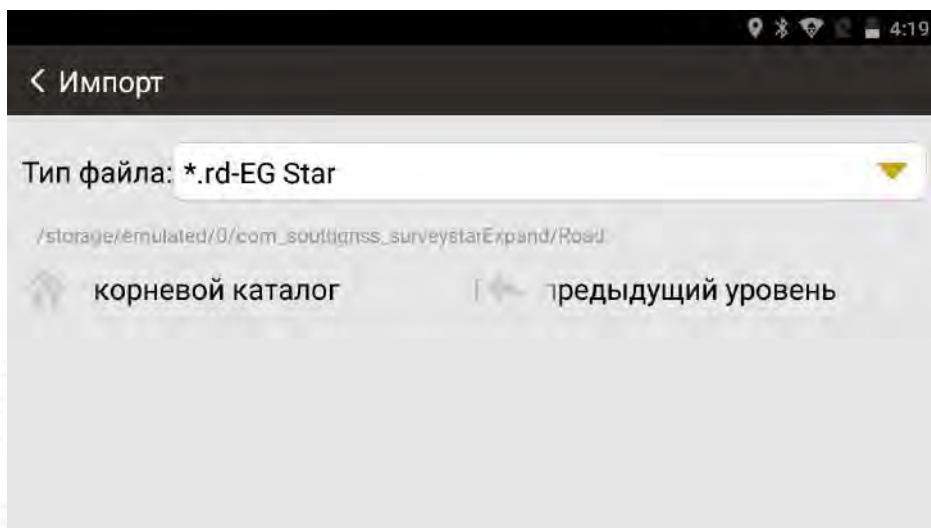 4:19
Импорт
Тип файла: *.rd-EG Star
/storage/emulated/0/com_southgnss_surveystarExpand/Road
корневой каталог предыдущий уровень